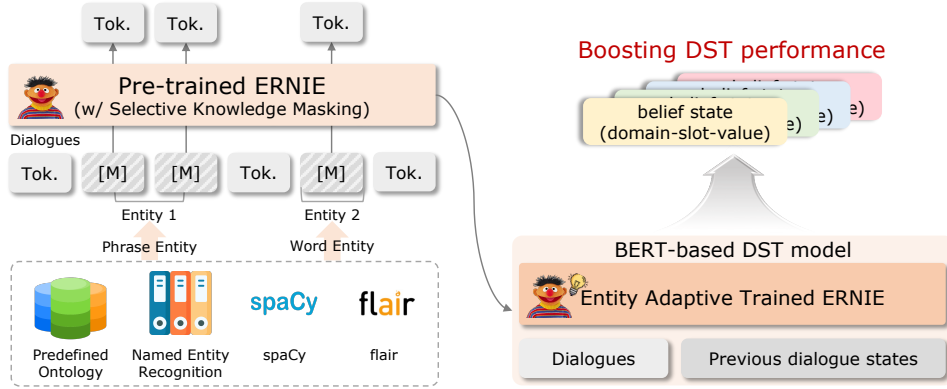 Tok.
Tok.
Tok.
Pre-trained ERNIE
(w/ Selective Knowledge Masking)
Dialogues
Tok.
[M]
[M]
Tok.
[M]
Tok.
Entity 1
Entity 2
Phrase Entity
Word Entity
spaCy
flair
Predefined
Ontology
Named Entity
Recognition
spaCy
flair
Boosting DST performance
belief state
(domain-slot-value)
BERT-based DST model
Entity Adaptive Trained ERNIE
Dialogues
Previous dialogue states